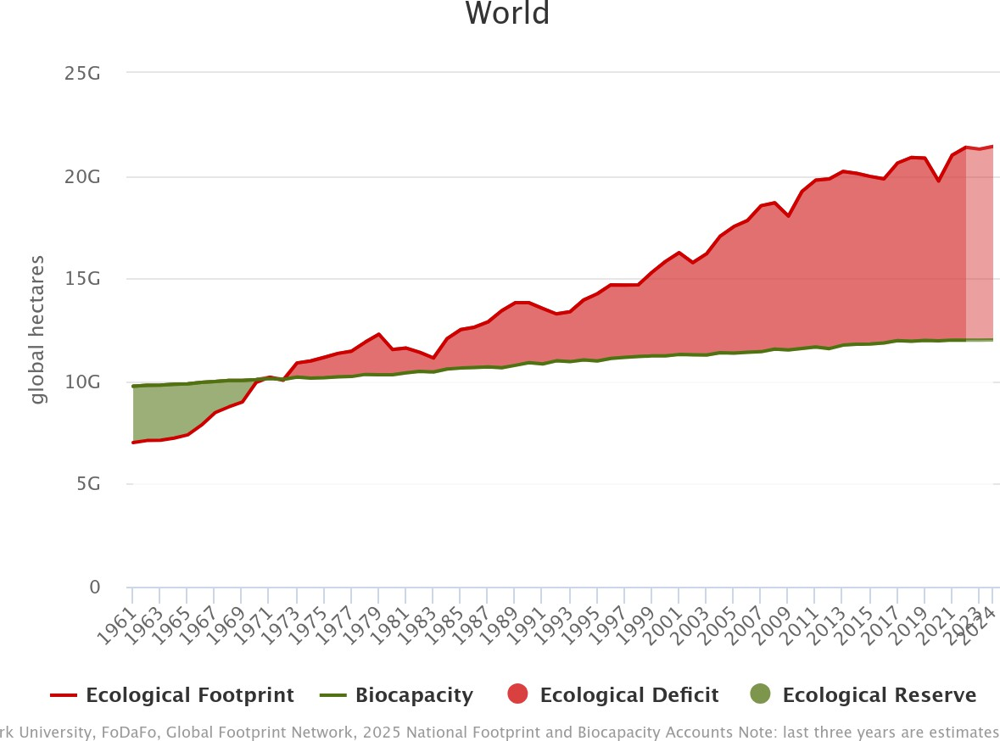 World
25G
20G
15G
10G
5G
0
global hectares
1961 1963 1965 1967 1969 1971 1973 1975 1977 1979 1981 1983 1985 1987 1989 1991 1993 1995 1997 1999 2001 2003 2005 2007 2009 2011 2013 2015 2017 2019 2021 2023 2024
Ecological Footprint Biocapacity Ecological Deficit Ecological Reserve
rk University, FoDaFo, Global Footprint Network, 2025 National Footprint and Biocapacity Accounts Note: last three years are estimates